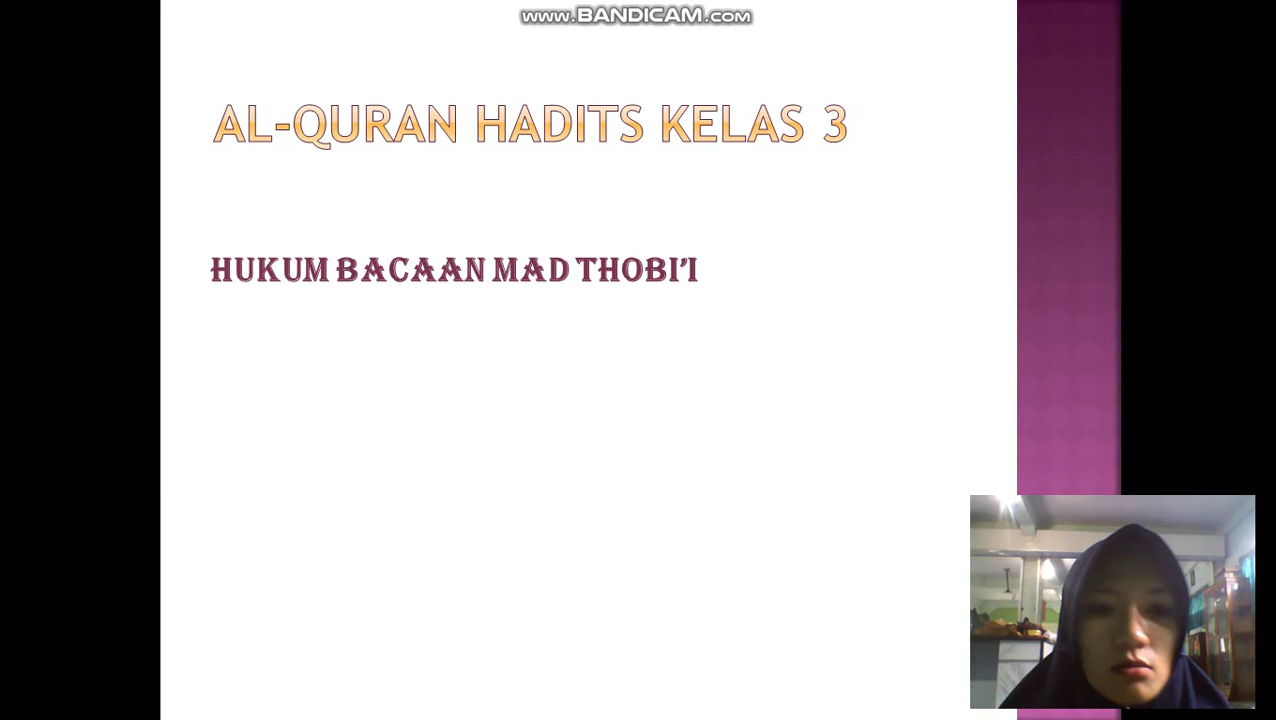 www.BANDICAM.com
AL-QURAN HADITS KELAS 3
HUKUM BACAAN MAD THOBI’I